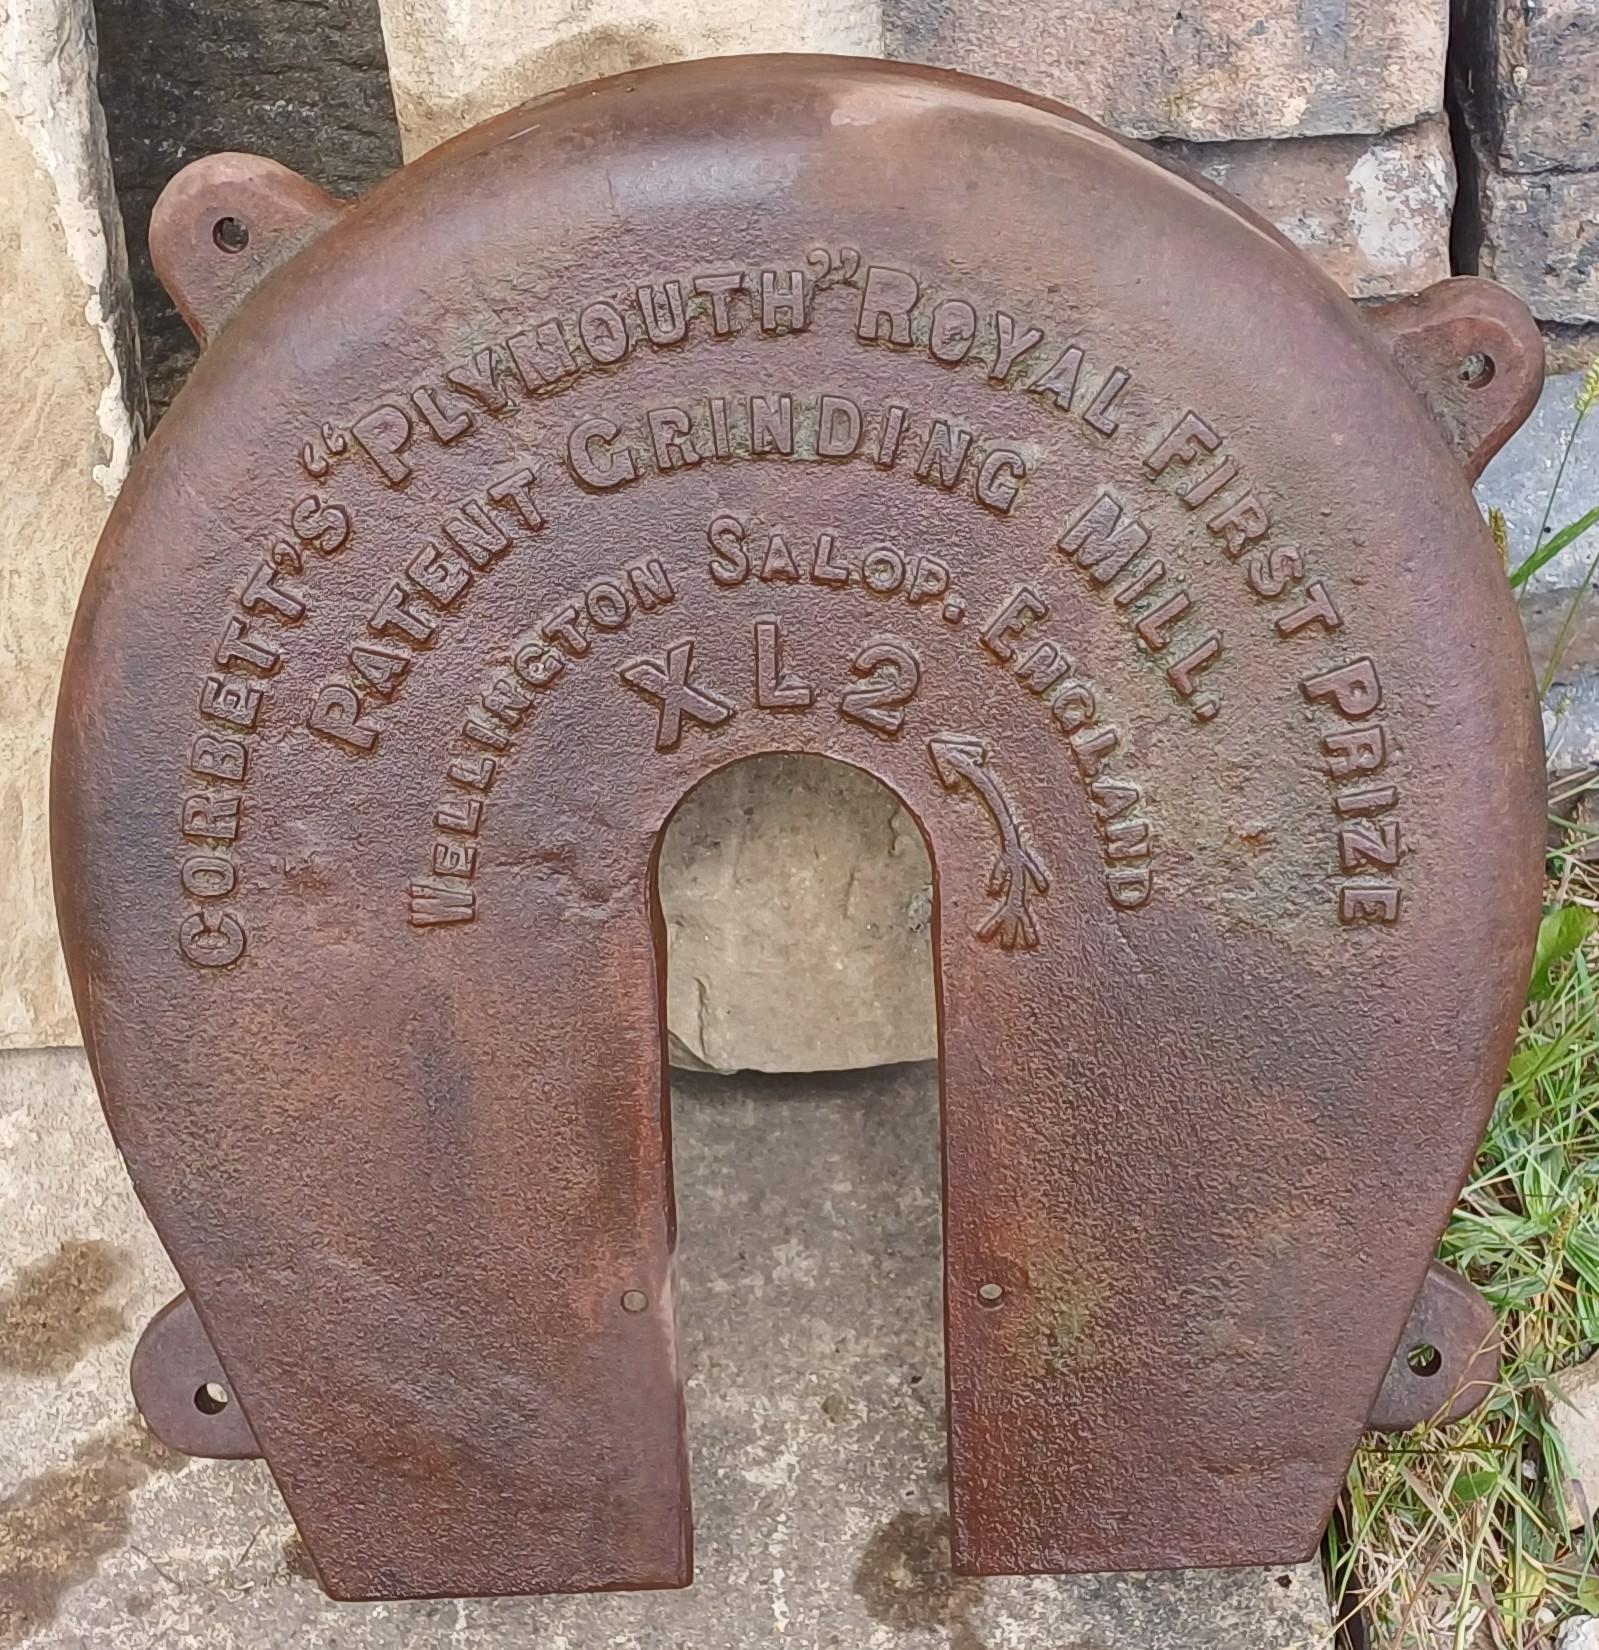 CORBETT'S “PLYMOUTH” ROYAL FIRST PRIZE
PATENT GRINDING MILL.
WELLINGTON SALOP. ENGLAND
XL2